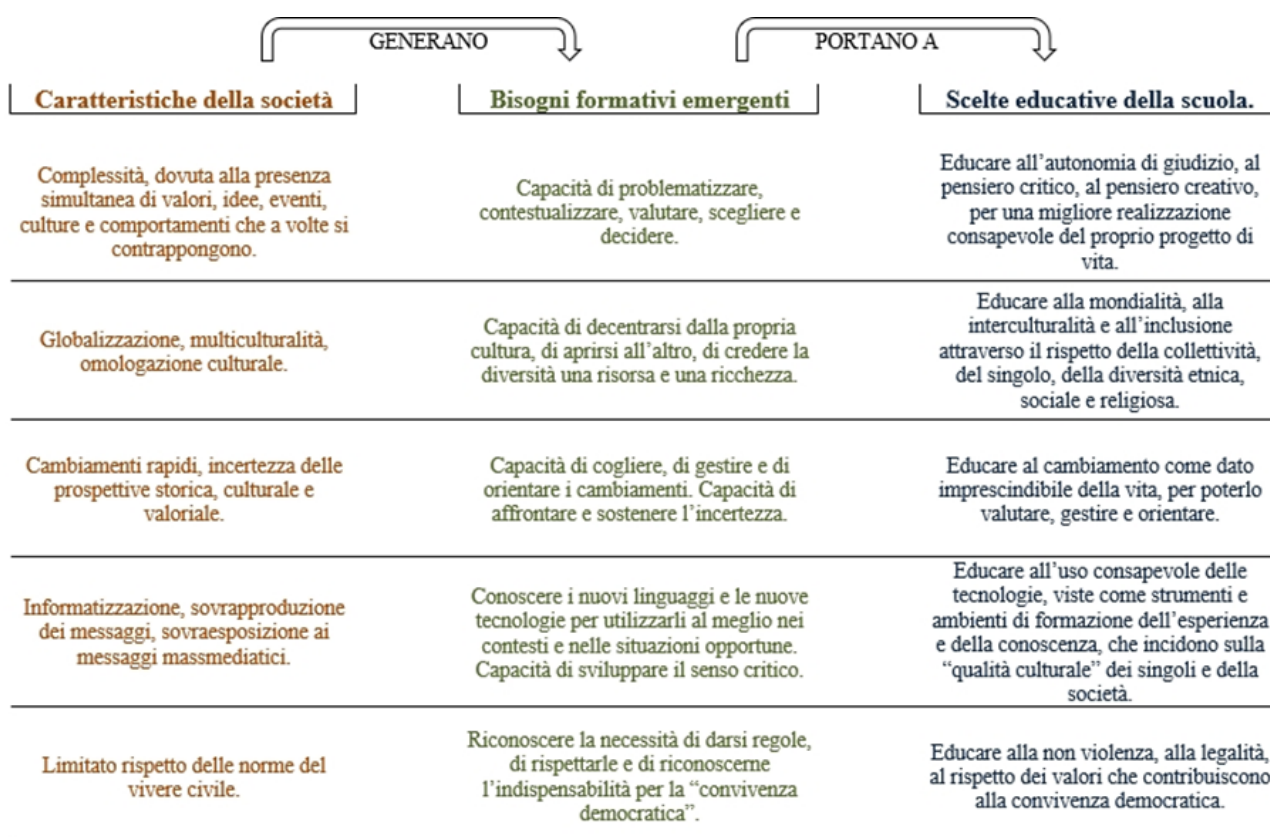 GENERANO
PORTANO A
Caratteristiche della società
Bisogni formativi emergenti
Scelte educative della scuola.
Complessità, dovuta alla presenza
simultanea di valori, idee, eventi,
culture e comportamenti che a volte si
contrappongono.
Capacità di problematizzare,
contestualizzare, valutare, scegliere e
decidere.
Educare all'autonomia di giudizio, al
pensiero critico, al pensiero creativo,
per una migliore realizzazione
consapevole del proprio progetto di
vita.
Globalizzazione, multiculturalità,
omologazione culturale.
Capacità di decentrarsi dalla propria
cultura, di aprirsi all'altro, di credere la
diversità una risorsa e una ricchezza.
Educare alla mondialità, alla
interculturalità e all'inclusione
attraverso il rispetto della collettività,
del singolo, della diversità etnica,
sociale e religiosa.
Cambiamenti rapidi, incertezza delle
prospettive storica, culturale e
valoriale.
Capacità di cogliere, di gestire e di
orientare i cambiamenti. Capacità di
affrontare e sostenere l'incertezza.
Educare al cambiamento come dato
imprescindibile della vita, per poterlo
valutare, gestire e orientare.
Informatizzazione, sovrapproduzione
dei messaggi, sovraesposizione ai
messaggi massmediatici.
Conoscere i nuovi linguaggi e le nuove
tecnologie per utilizzarli al meglio nei
contesti e nelle situazioni opportune.
Capacità di sviluppare il senso critico.
Educare all'uso consapevole delle
tecnologie, viste come strumenti e
ambienti di formazione dell'esperienza
e della conoscenza, che incidono sulla
“qualità culturale” dei singoli e della
società.
Limitato rispetto delle norme del
vivere civile.
Riconoscere la necessità di darsi regole,
di rispettarle e di riconoscerne
l'indispensabilità per la “convivenza
democratica”.
Educare alla non violenza, alla legalità,
al rispetto dei valori che contribuiscono
alla convivenza democratica.